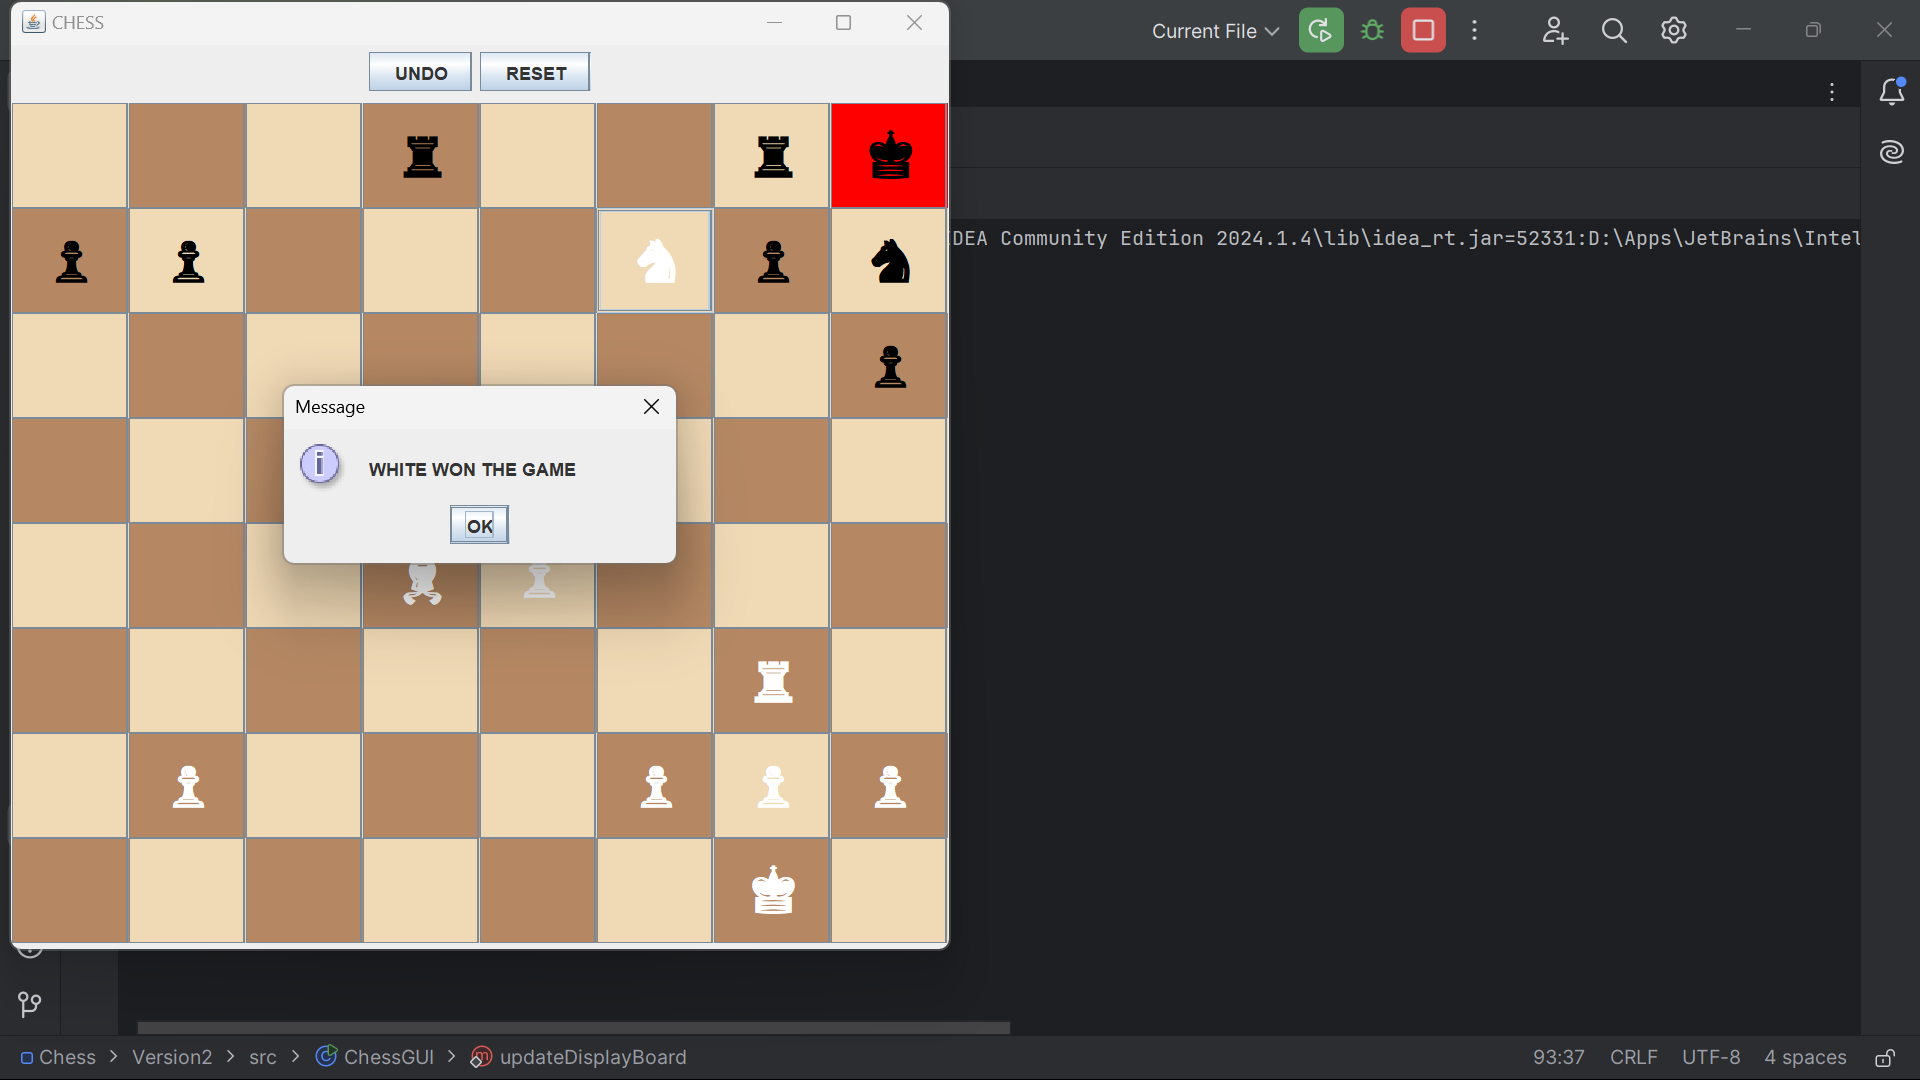 CHESS
Current File
UNDO
RESET
IDEA Community Edition 2024.1.4\lib\idea_rt.jar=52331:D:\Apps\JetBrains\Intel
Message
WHITE WON THE GAME
OK
Chess > Version2 > src > ChessGUI > updateDisplayBoard
93:37 CRLF UTF-8 4 spaces